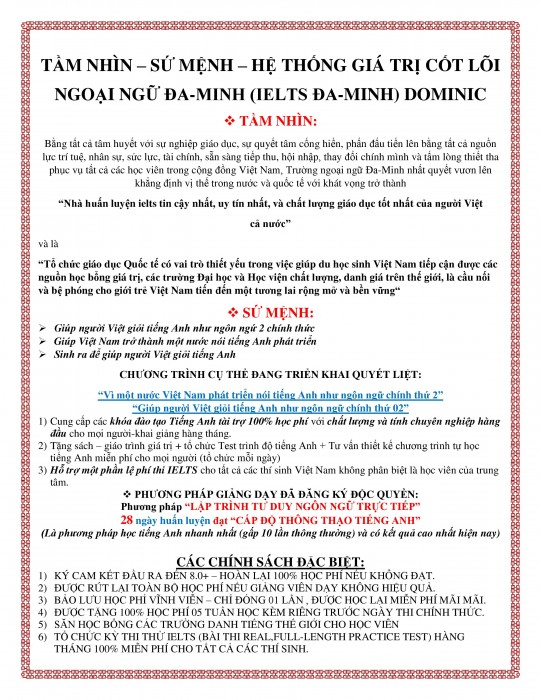 TẦM NHÌN – SỨ MỆNH – HỆ THỐNG GIÁ TRỊ CỐT LÕI
NGOẠI NGỮ ĐA-MINH (IELTS ĐA-MINH) DOMINIC
❖ TẦM NHÌN:
Bằng tất cả tâm huyết với sự nghiệp giáo dục, sự quyết tâm cống hiến, phấn đấu tiến lên bằng tất cả nguồn
lực trí tuệ, nhân sự, sức lực, tài chính, sẵn sàng tiếp thu, hội nhập, thay đổi chính mình và tấm lòng thiết tha
phục vụ tất cả các học viên trong cộng đồng Việt Nam, Trường ngoại ngữ Đa-Minh nhất quyết vươn lên
khẳng định vị thế trong nước và quốc tế với khát vọng trở thành
“Nhà huấn luyện ielts tin cậy nhất, uy tín nhất, và chất lượng giáo dục tốt nhất của người Việt
cả nước”
và là
“Tổ chức giáo dục Quốc tế có vai trò thiết yếu trong việc giúp du học sinh Việt Nam tiếp cận được các
nguồn học bổng giá trị, các trường Đại học và Học viện chất lượng, danh giá trên thế giới, là cầu nối
và bệ phóng cho giới trẻ Việt Nam tiến đến một tương lai rộng mở và bền vững“
❖ SỨ MỆNH:
➤ Giúp người Việt giỏi tiếng Anh như ngôn ngữ 2 chính thức
➤ Giúp Việt Nam trở thành một nước nói tiếng Anh phát triển
➤ Sinh ra để giúp người Việt giỏi tiếng Anh
CHƯƠNG TRÌNH CỤ THỂ ĐANG TRIỂN KHAI QUYẾT LIỆT:
“Vì một nước Việt Nam phát triển nói tiếng Anh như ngôn ngữ chính thứ 2”
“Giúp người Việt giỏi tiếng Anh như ngôn ngữ chính thứ 02”
1) Cung cấp các khóa đào tạo Tiếng Anh tài trợ 100% học phí với chất lượng và tính chuyên nghiệp hàng
đầu cho mọi người-khai giảng hàng tháng.
2) Tặng sách – giáo trình giá trị + tổ chức Test trình độ tiếng Anh + Tư vấn thiết kế chương trình tự học
tiếng Anh miễn phí cho mọi người (tổ chức mỗi ngày)
3) Hỗ trợ một phần lệ phí thi IELTS cho tất cả các thí sinh Việt Nam không phân biệt là học viên của trung
tâm.
❖ PHƯƠNG PHÁP GIẢNG DẠY ĐÃ ĐĂNG KÝ ĐỘC QUYỀN:
Phương pháp “LẬP TRÌNH TƯ DUY NGÔN NGỮ TRỰC TIẾP”
28 ngày huấn luyện đạt “CẤP ĐỘ THÔNG THẠO TIẾNG ANH”
(Là phương pháp học tiếng Anh nhanh nhất (gấp 10 lần thông thường) và có kết quả cao nhất hiện nay)
CÁC CHÍNH SÁCH ĐẶC BIỆT:
1) KÝ CAM KẾT ĐẦU RA ĐẾN 8.0+ – HOÀN LẠI 100% HỌC PHÍ NẾU KHÔNG ĐẠT.
2) ĐƯỢC RÚT LẠI TOÀN BỘ HỌC PHÍ NẾU GIẢNG VIÊN DẠY KHÔNG HIỆU QUẢ.
3) BẢO LƯU HỌC PHÍ VĨNH VIỄN – CHỈ ĐÓNG 01 LẦN , ĐƯỢC HỌC LẠI MIỄN PHÍ MÃI MÃI.
4) ĐƯỢC TẶNG 100% HỌC PHÍ 05 TUẦN HỌC KÈM RIÊNG TRƯỚC NGÀY THI CHÍNH THỨC.
5) SĂN HỌC BỔNG CÁC TRƯỜNG DANH TIẾNG THẾ GIỚI CHO HỌC VIÊN
6) TỔ CHỨC KỲ THI THỬ IELTS (BÀI THI REAL,FULL-LENGTH PRACTICE TEST) HÀNG
THÁNG 100% MIỄN PHÍ CHO TẤT CẢ CÁC THÍ SINH.